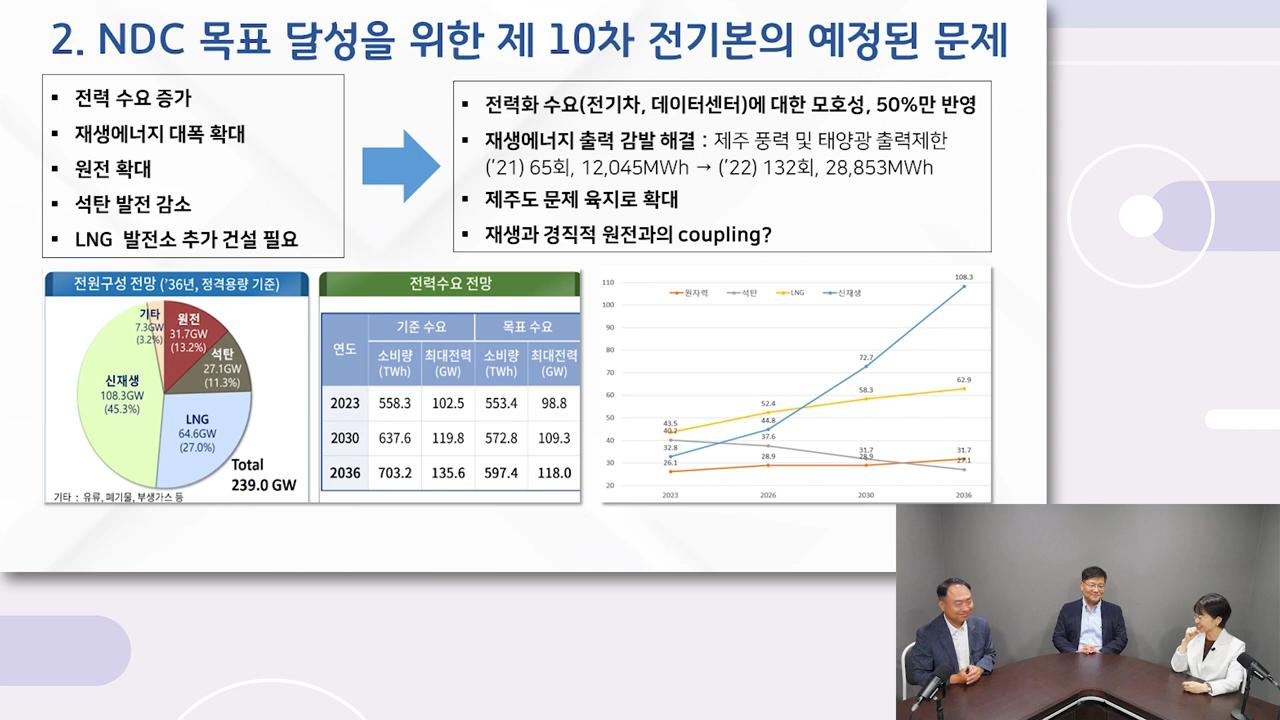 2. NDC 목표 달성을 위한 제 10차 전기본의 예정된 문제
▪ 전력 수요 증가
▪ 재생에너지 대폭 확대
▪ 원전 확대
▪ 석탄 발전 감소
▪ LNG 발전소 추가 건설 필요
▪ 전력화 수요(전기차, 데이터센터)에 대한 모호성, 50%만 반영
▪ 재생에너지 출력 감발 해결 : 제주 풍력 및 태양광 출력제한
(’21) 65회, 12,045MWh → (’22) 132회, 28,853MWh
▪ 제주도 문제 육지로 확대
▪ 재생과 경직적 원전과의 coupling?
전원구성 전망 (’36년, 정격용량 기준)
기타
7.3GW
(3.2%)
원전
31.7GW
(13.2%)
석탄
27.1GW
(11.3%)
신재생
108.3GW
(45.3%)
LNG
64.6GW
(27.0%)
Total
239.0 GW
기타 : 유류, 폐기물, 부생가스 등
전력수요 전망
연도 기준 수요 목표 수요
소비량 최대전력 소비량 최대전력
(TWh) (GW) (TWh) (GW)
2023 558.3 102.5 553.4 98.8
2030 637.6 119.8 572.8 109.3
2036 703.2 135.6 597.4 118.0
원자력 석탄 LNG 신재생
110
100
90
80
70
60
50
40
30
20
43.5 52.4 58.3 62.9
40.2 37.6 28.9 27.1
32.8 44.8 72.7 108.3
26.1 28.9 31.7 31.7
2023 2026 2030 2036